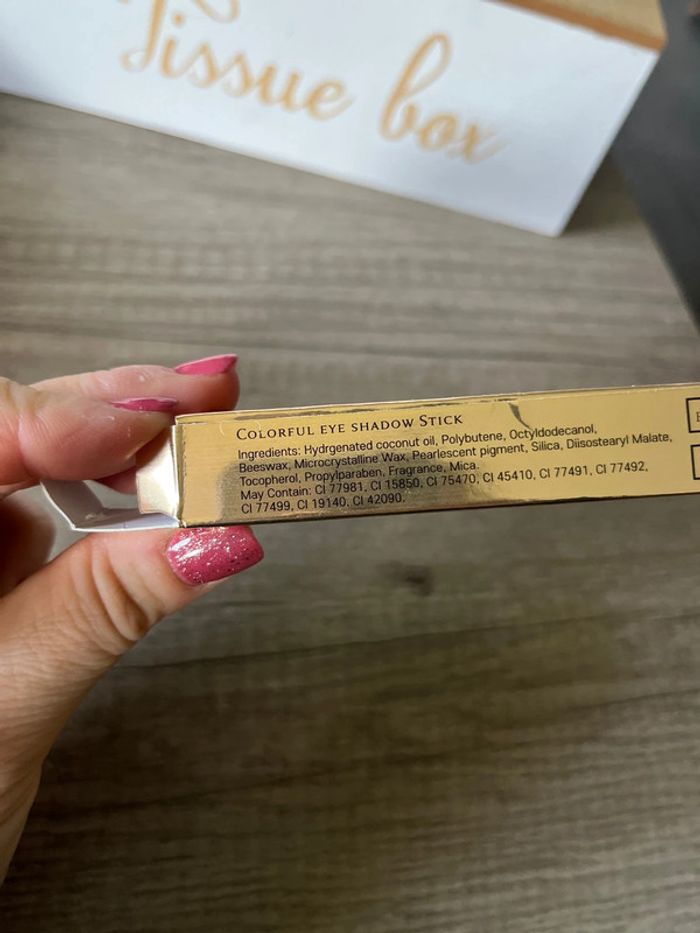 Tissue box
COLORFUL EYE SHADOW STICK
Ingredients: Hydrgenated coconut oil, Polybutene, Octyldodecanol,
Beeswax, Microcrystalline Wax, Pearlescent pigment, Silica, Diisostearyl Malate,
Tocopherol, Propylparaben, Fragrance, Mica.
May Contain: CI 77981, CI 15850, CI 75470, CI 45410, CI 77491, CI 77492,
CI 77499, CI 19140, CI 42090.